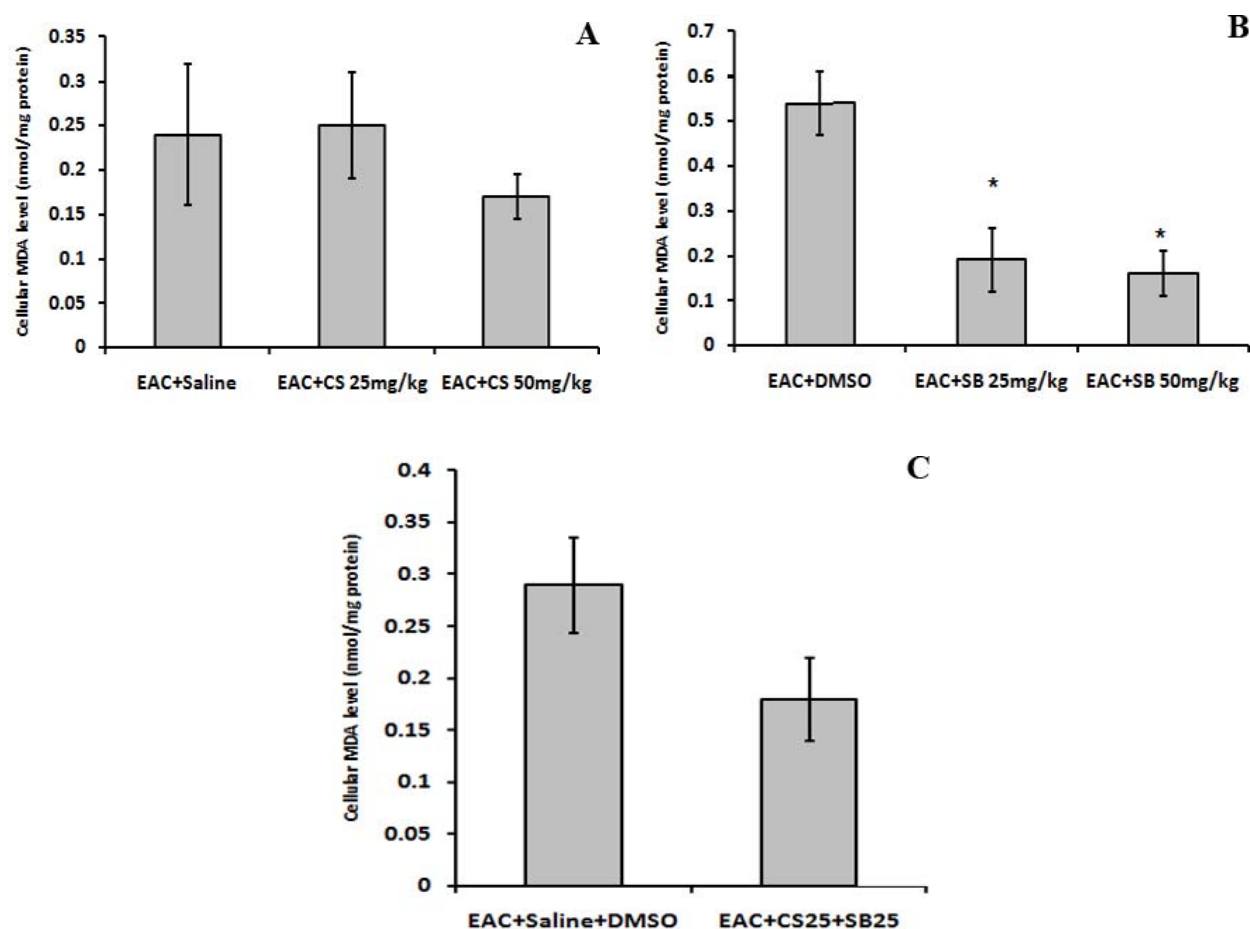 A
Cellular MDA level (nmol/mg protein)
0.35
0.3
0.25
0.2
0.15
0.1
0.05
0
EAC+Saline EAC+CS 25mg/kg EAC+CS 50mg/kg
B
Cellular MDA level (nmol/mg protein)
0.7
0.6
0.5
0.4
0.3
0.2
0.1
0
* *
EAC+DMSO EAC+SB 25mg/kg EAC+SB 50mg/kg
C
Cellular MDA level (nmol/mg protein)
0.4
0.35
0.3
0.25
0.2
0.15
0.1
0.05
0
EAC+Saline+DMSO EAC+CS25+SB25